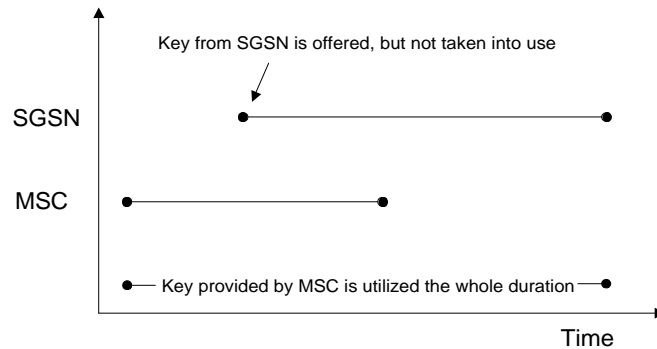 Key from SGSN is offered, but not taken into use
SGSN
MSC
Key provided by MSC is utilized the whole duration
Time